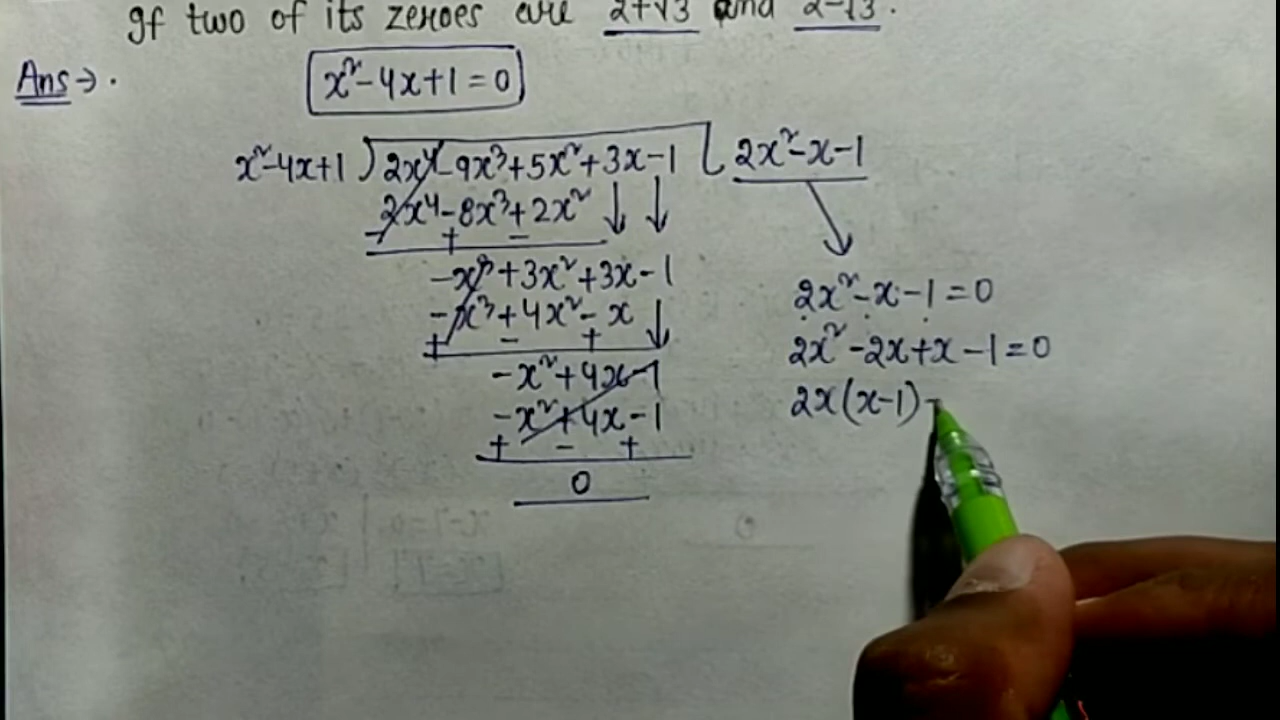 If two of its zeroes are 2+√3 and 2-√3.
Ans → .
x²-4x+1=0
x²-4x+1 ) 2x⁴-9x³+5x²+3x-1 ( 2x²-x-1
2x⁴-8x³+2x²
- + -
-x³+3x²+3x-1
-x³+4x²-x
+ - +
-x²+4x-1
-x²+4x-1
+ - +
0
2x²-x-1=0
2x²-2x+x-1=0
2x(x-1)